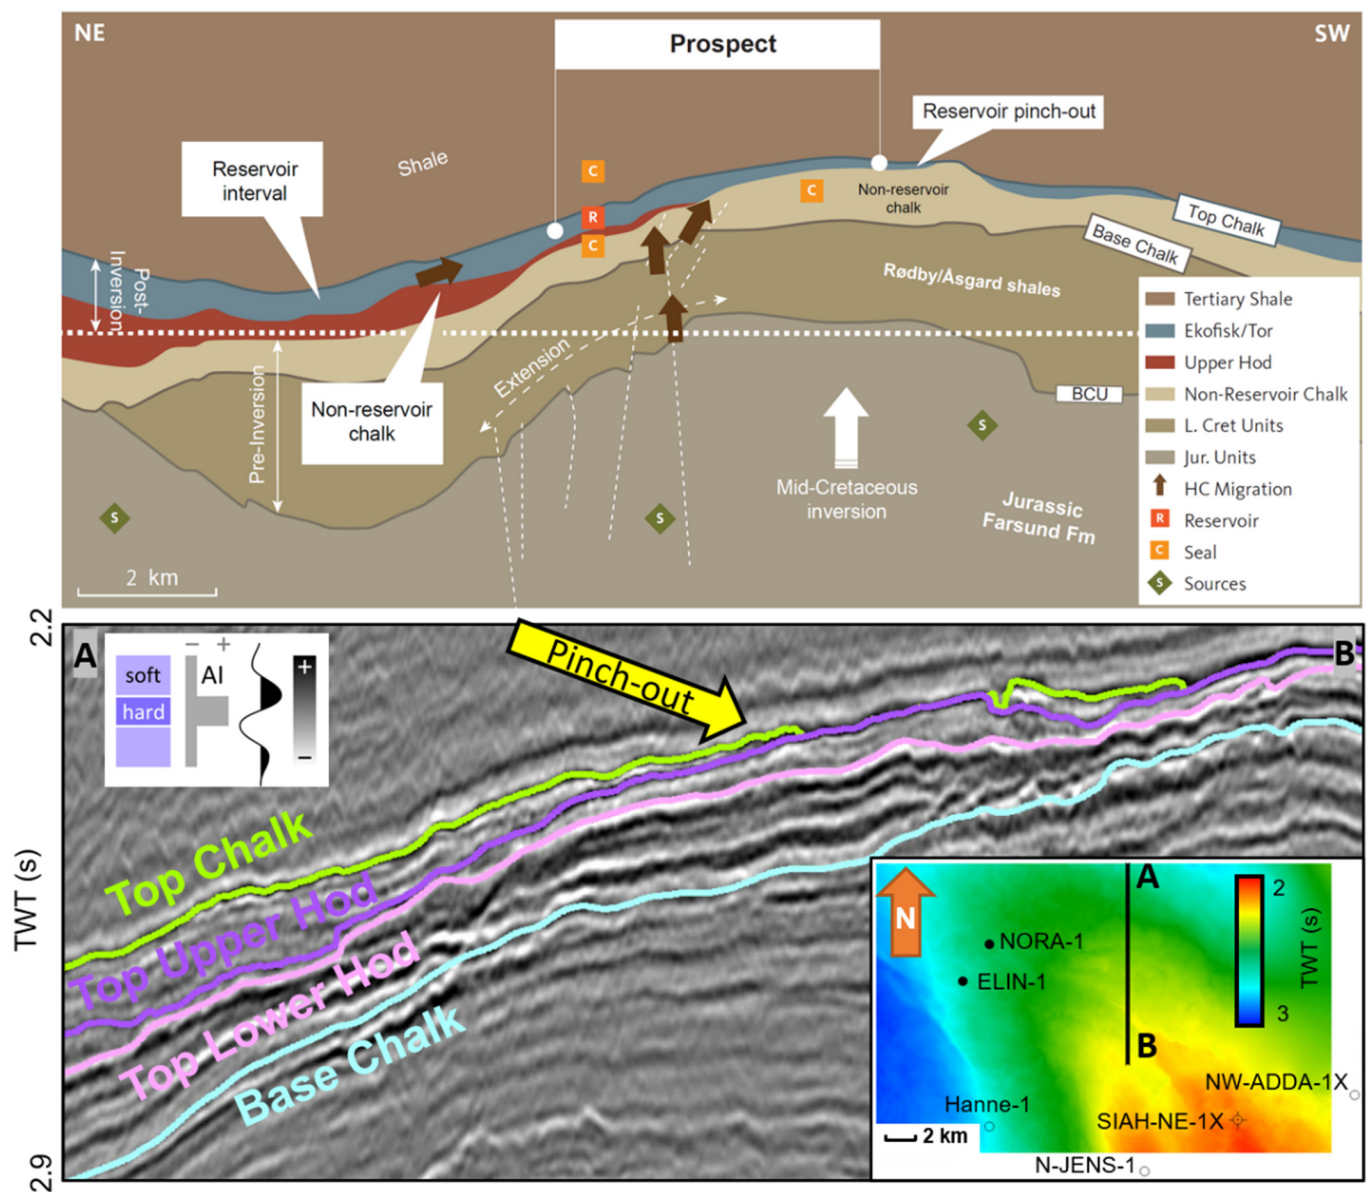 NE
SW
Prospect
Reservoir pinch-out
Reservoir
interval
Shale
C
R
C
C
Non-reservoir
chalk
Top Chalk
Base Chalk
Post-
Inversion
Rødby/Åsgard shales
Extension
Pre-Inversion
Non-reservoir
chalk
BCU
S
S
S
Mid-Cretaceous
inversion
Jurassic
Farsund Fm
2 km
Tertiary Shale
Ekofisk/Tor
Upper Hod
Non-Reservoir Chalk
L. Cret Units
Jur. Units
HC Migration
R Reservoir
C Seal
S Sources
2.2
TWT (s)
2.9
A
B
soft
hard
− +
AI
+
−
Pinch-out
Top Chalk
Top Upper Hod
Top Lower Hod
Base Chalk
N
A
B
2
3
TWT (s)
NORA-1
ELIN-1
NW-ADDA-1X
Hanne-1
SIAH-NE-1X
2 km
N-JENS-1